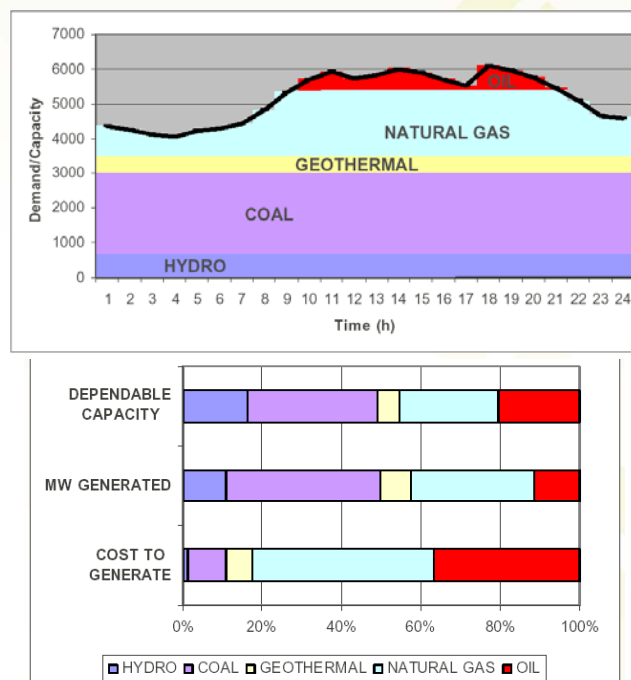 7000
6000
5000
4000
3000
2000
1000
0
Demand/Capacity
OIL
NATURAL GAS
GEOTHERMAL
COAL
HYDRO
1 2 3 4 5 6 7 8 9 10 11 12 13 14 15 16 17 18 19 20 21 22 23 24
Time (h)
DEPENDABLE
CAPACITY
MW GENERATED
COST TO
GENERATE
0% 20% 40% 60% 80% 100%
HYDRO COAL GEOTHERMAL NATURAL GAS OIL